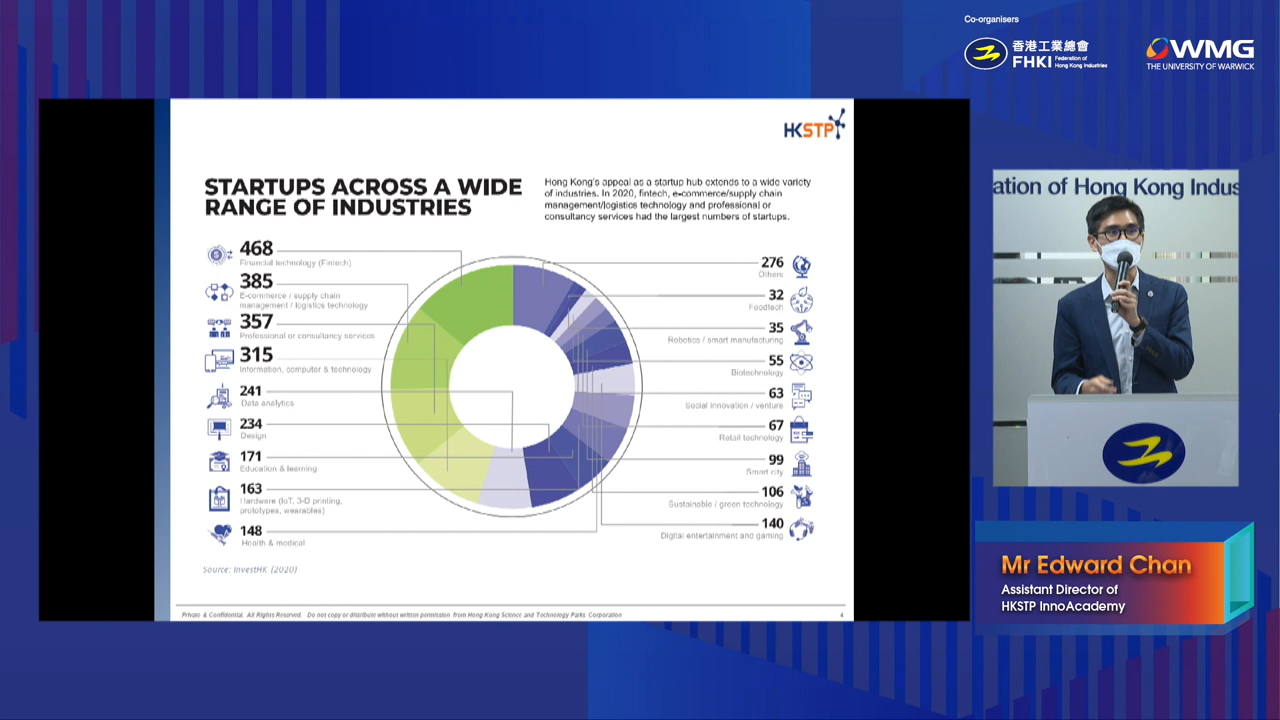 Co-organisers
香港工業總會
FHKI Federation of
Hong Kong Industries
WMG
THE UNIVERSITY OF WARWICK
HKSTP
STARTUPS ACROSS A WIDE
RANGE OF INDUSTRIES
Hong Kong's appeal as a startup hub extends to a wide variety
of industries. In 2020, fintech, e-commerce/supply chain
management/logistics technology and professional or
consultancy services had the largest numbers of startups.
468
Financial technology (Fintech)
385
E-commerce / supply chain
management / logistics technology
357
Professional or consultancy services
315
Information, computer & technology
241
Data analytics
234
Design
171
Education & learning
163
Hardware (IoT, 3-D printing,
prototypes, wearables)
148
Health & medical
276
Others
32
Foodtech
35
Robotics / smart manufacturing
55
Biotechnology
63
Social innovation / venture
67
Retail technology
99
Smart city
106
Sustainable / green technology
140
Digital entertainment and gaming
Source: InvestHK (2020)
Private & Confidential. All Rights Reserved. Do not copy or distribute without written permission from Hong Kong Science and Technology Parks Corporation
4
ation of Hong Kong Indus
Mr Edward Chan
Assistant Director of
HKSTP InnoAcademy